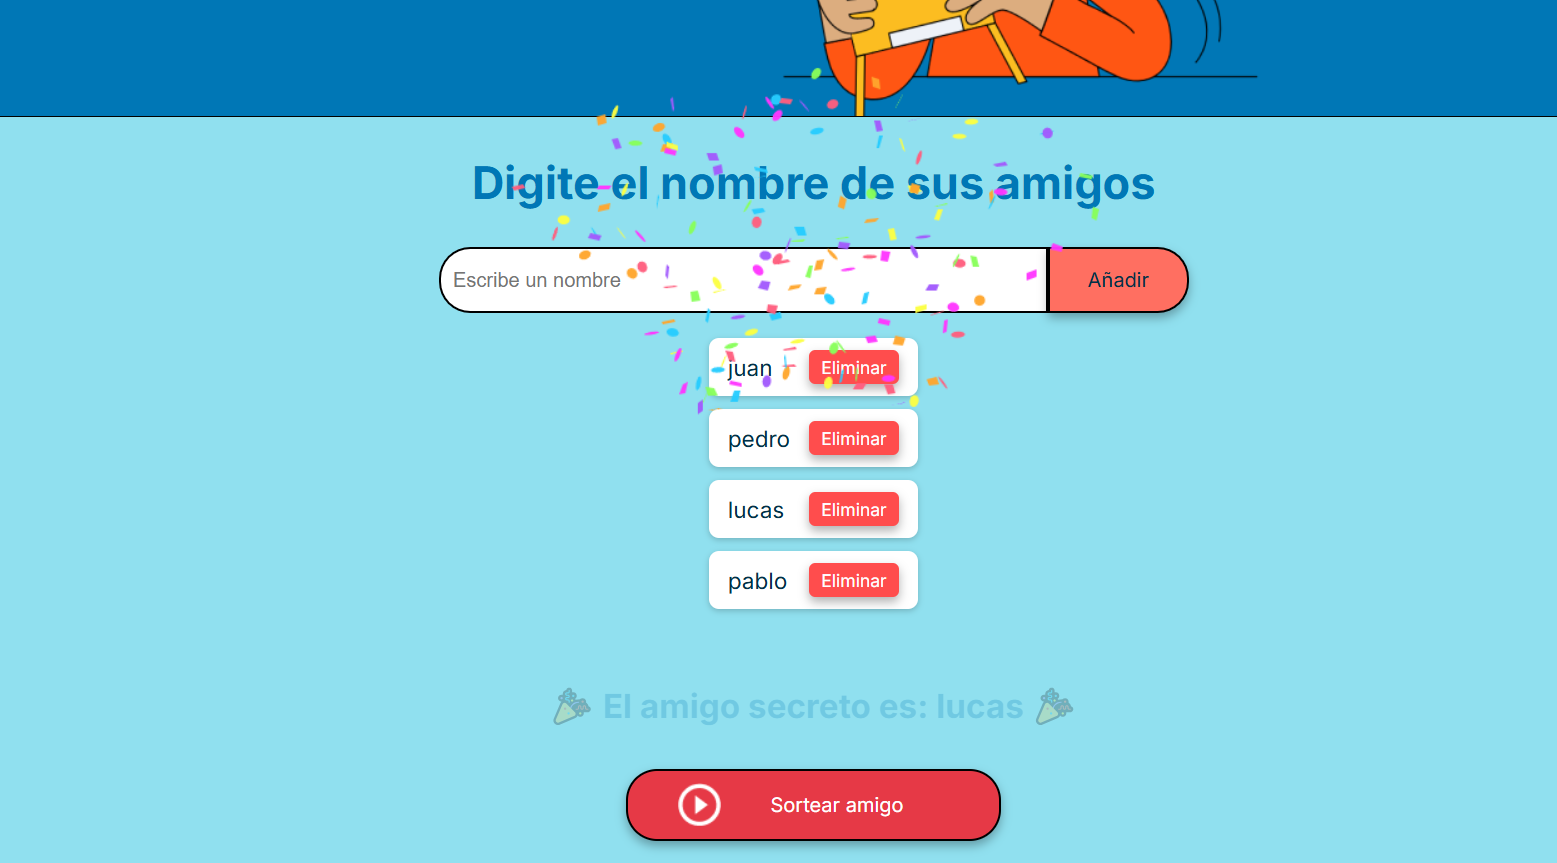 Digite el nombre de sus amigos
Escribe un nombre
Añadir
juan Eliminar
pedro Eliminar
lucas Eliminar
pablo Eliminar
🎉 El amigo secreto es: lucas 🎉
Sortear amigo